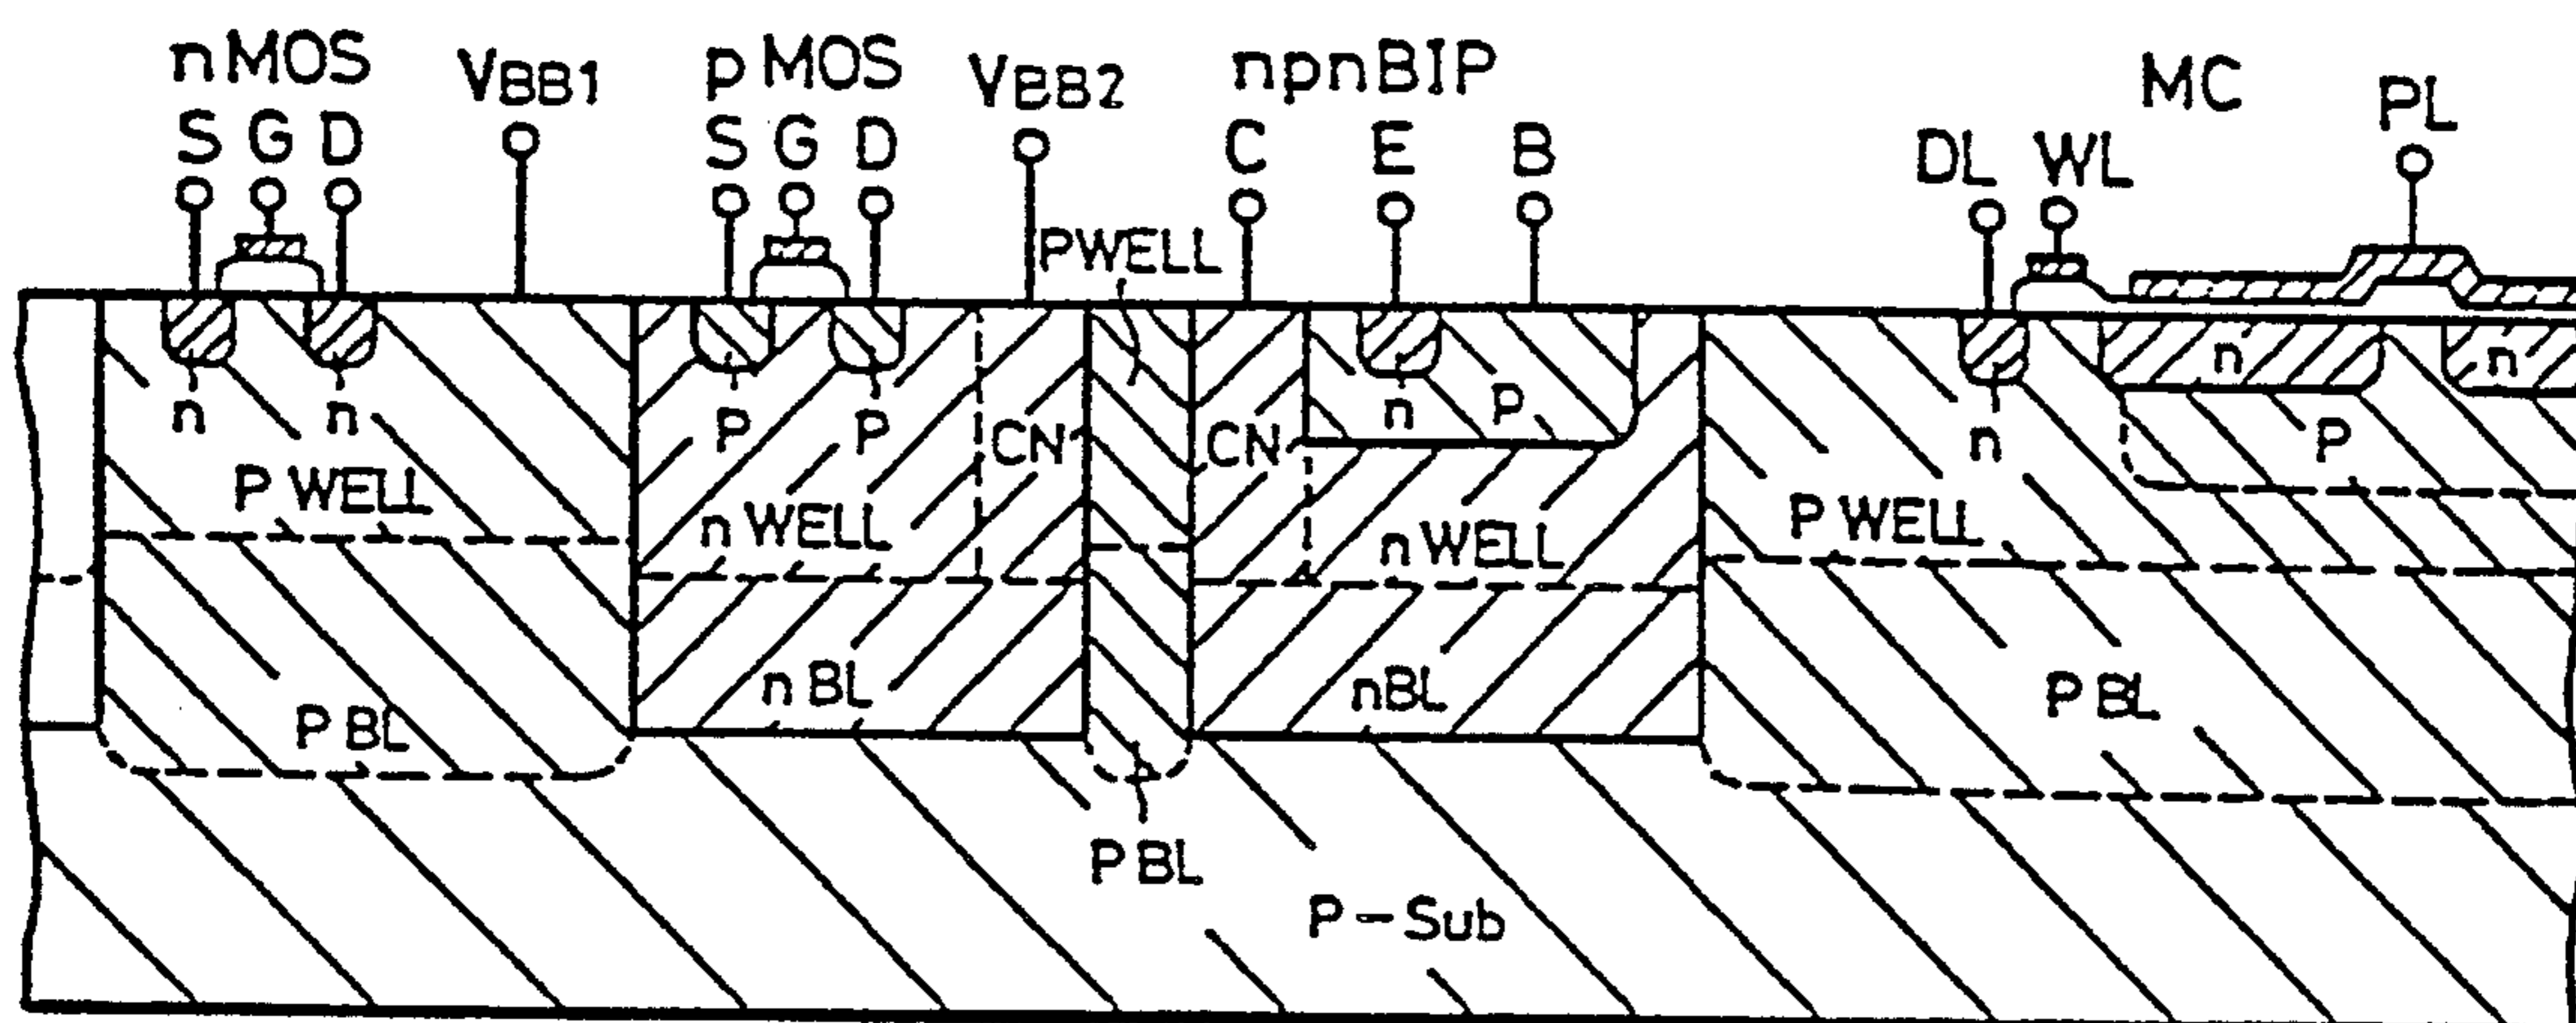 nMOS VBB1 pMOS VBB2 npnBIP MC PL
S G D S G D C E B DL WL
PWELL
n n P P CN CN n P n n n P
P WELL n WELL n WELL P WELL
P BL n BL nBL P BL
P BL
P-Sub